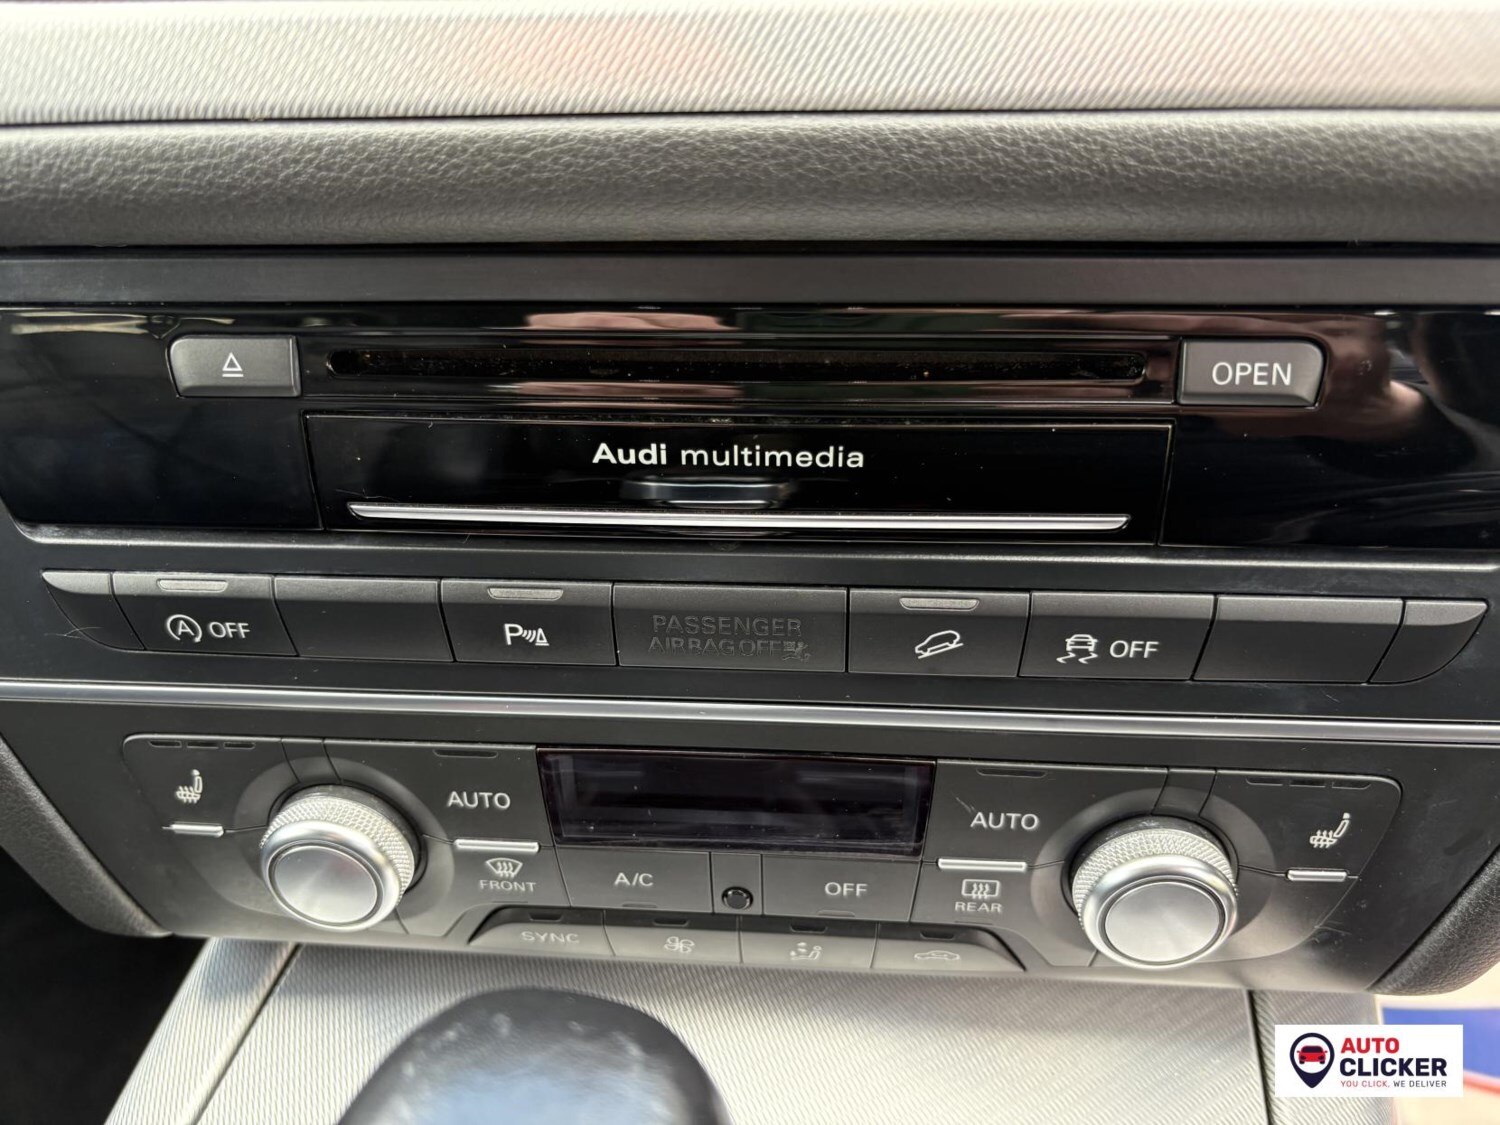 OPEN
Audi multimedia
A OFF
P
PASSENGER
AIRBAG OFF
OFF
AUTO
AUTO
FRONT
A/C
OFF
REAR
SYNC
AUTO
CLICKER
YOU CLICK, WE DELIVER